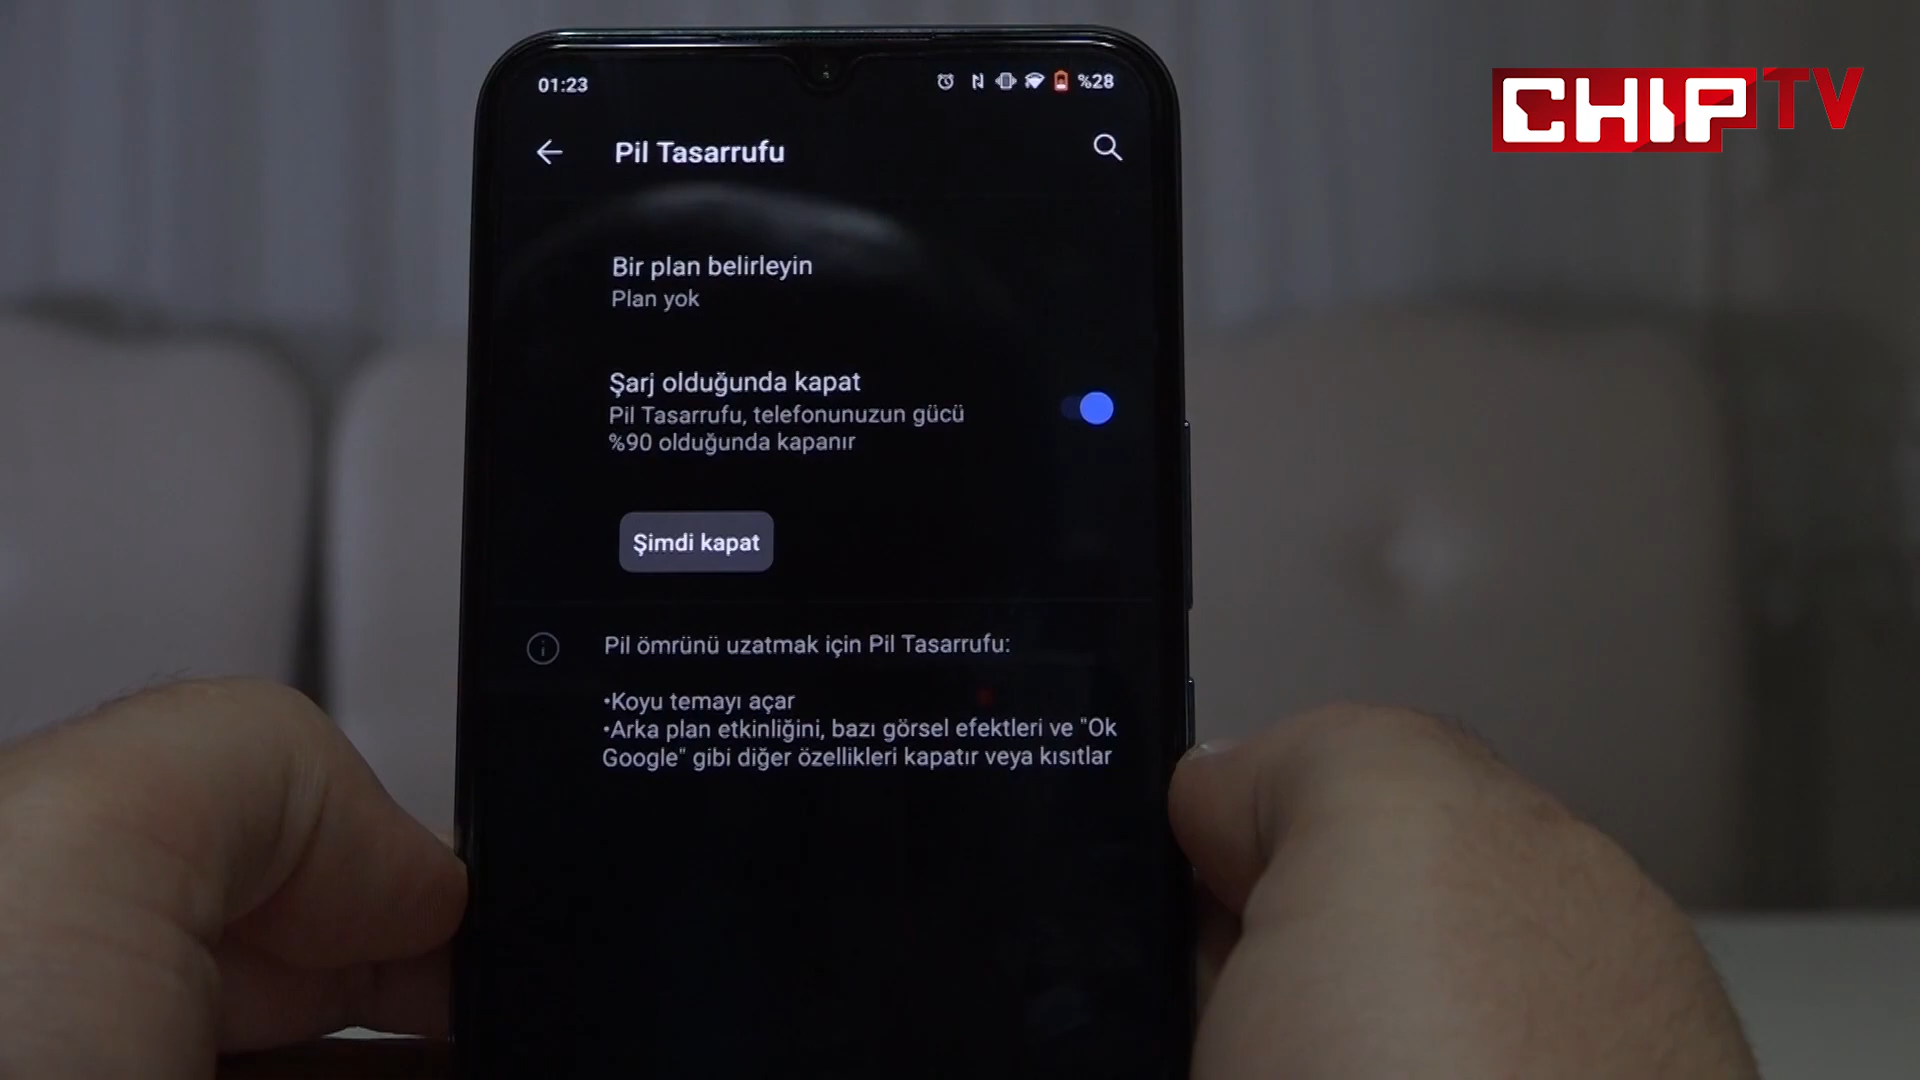 01:23
%28
CHIP TV
Pil Tasarrufu
Bir plan belirleyin
Plan yok
Şarj olduğunda kapat
Pil Tasarrufu, telefonunuzun gücü
%90 olduğunda kapanır
Şimdi kapat
Pil ömrünü uzatmak için Pil Tasarrufu:
•Koyu temayı açar
•Arka plan etkinliğini, bazı görsel efektleri ve "Ok
Google" gibi diğer özellikleri kapatır veya kısıtlar